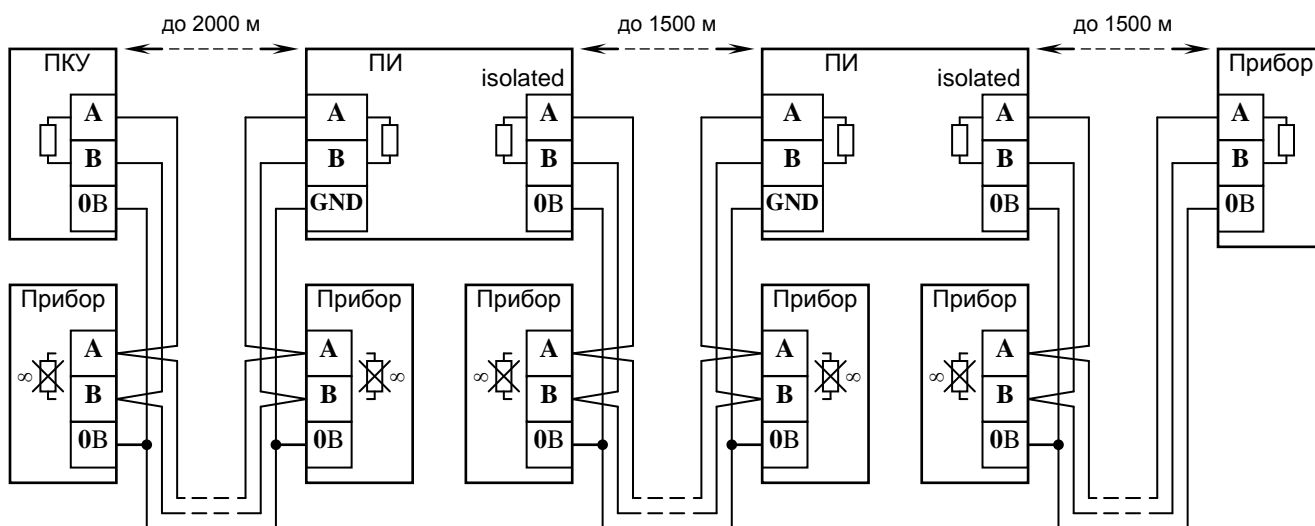 до 2000 м
до 1500 м
до 1500 м
ПКУ
A
B
0В
ПИ
A
B
GND
isolated
A
B
0В
ПИ
A
B
GND
isolated
A
B
0В
Прибор
A
B
0В
Прибор
∞
A
B
0В
Прибор
A
B
0В
∞
Прибор
∞
A
B
0В
Прибор
A
B
0В
∞
Прибор
∞
A
B
0В